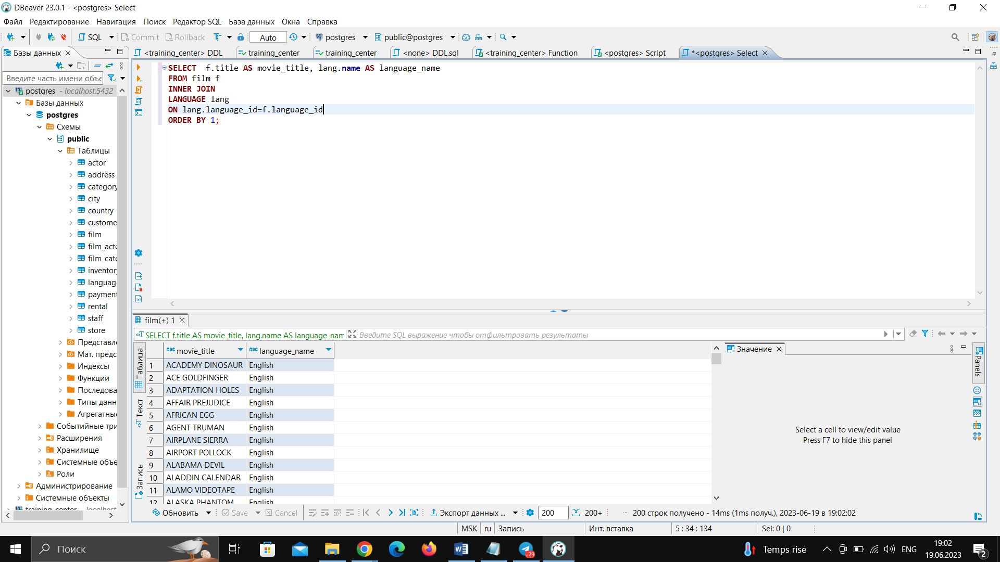 DBeaver 23.0.1 - <postgres> Select
Файл Редактирование Навигация Поиск Редактор SQL База данных Окна Справка
SQL Commit Rollback Auto postgres public@postgres
Базы данных
<training_center> DDL training_center training_center <none> DDL.sql <training_center> Function <postgres> Script *<postgres> Select
Введите часть имени объе
postgres - localhost:5432
Базы данных
postgres
Схемы
public
Таблицы
actor
address
category
city
country
custome
film
film_acto
film_cate
inventor
languag
paymen
rental
staff
store
Представл
Мат. предс
Индексы
Функции
Последова
Типы данн
Агрегатны
Событийные три
Расширения
Хранилище
Системные объе
Роли
Администрирование
Системные объекты
training_center localhost
SELECT  f.title AS movie_title, lang.name AS language_name
FROM film f
INNER JOIN
LANGUAGE lang
ON lang.language_id=f.language_id
ORDER BY 1;
film(+) 1
SELECT f.title AS movie_title, lang.name AS language_nam
Введите SQL выражение чтобы отфильтровать результаты
Таблица
Текст
Запись
ABC movie_title ABC language_name
1 ACADEMY DINOSAUR English
2 ACE GOLDFINGER English
3 ADAPTATION HOLES English
4 AFFAIR PREJUDICE English
5 AFRICAN EGG English
6 AGENT TRUMAN English
7 AIRPLANE SIERRA English
8 AIRPORT POLLOCK English
9 ALABAMA DEVIL English
10 ALADDIN CALENDAR English
11 ALAMO VIDEOTAPE English
12 ALASKA PHANTOM English
Значение
Select a cell to view/edit value
Press F7 to hide this panel
Panels
Обновить Save Cancel Экспорт данных ... 200 200+ 200 строк получено - 14ms (1ms получ.), 2023-06-19 в 19:02:02
MSK ru Запись Инт. вставка 5 : 34 : 134 Sel: 0 | 0
Поиск
..29
Temps rise
ENG
19:02
19.06.2023
2